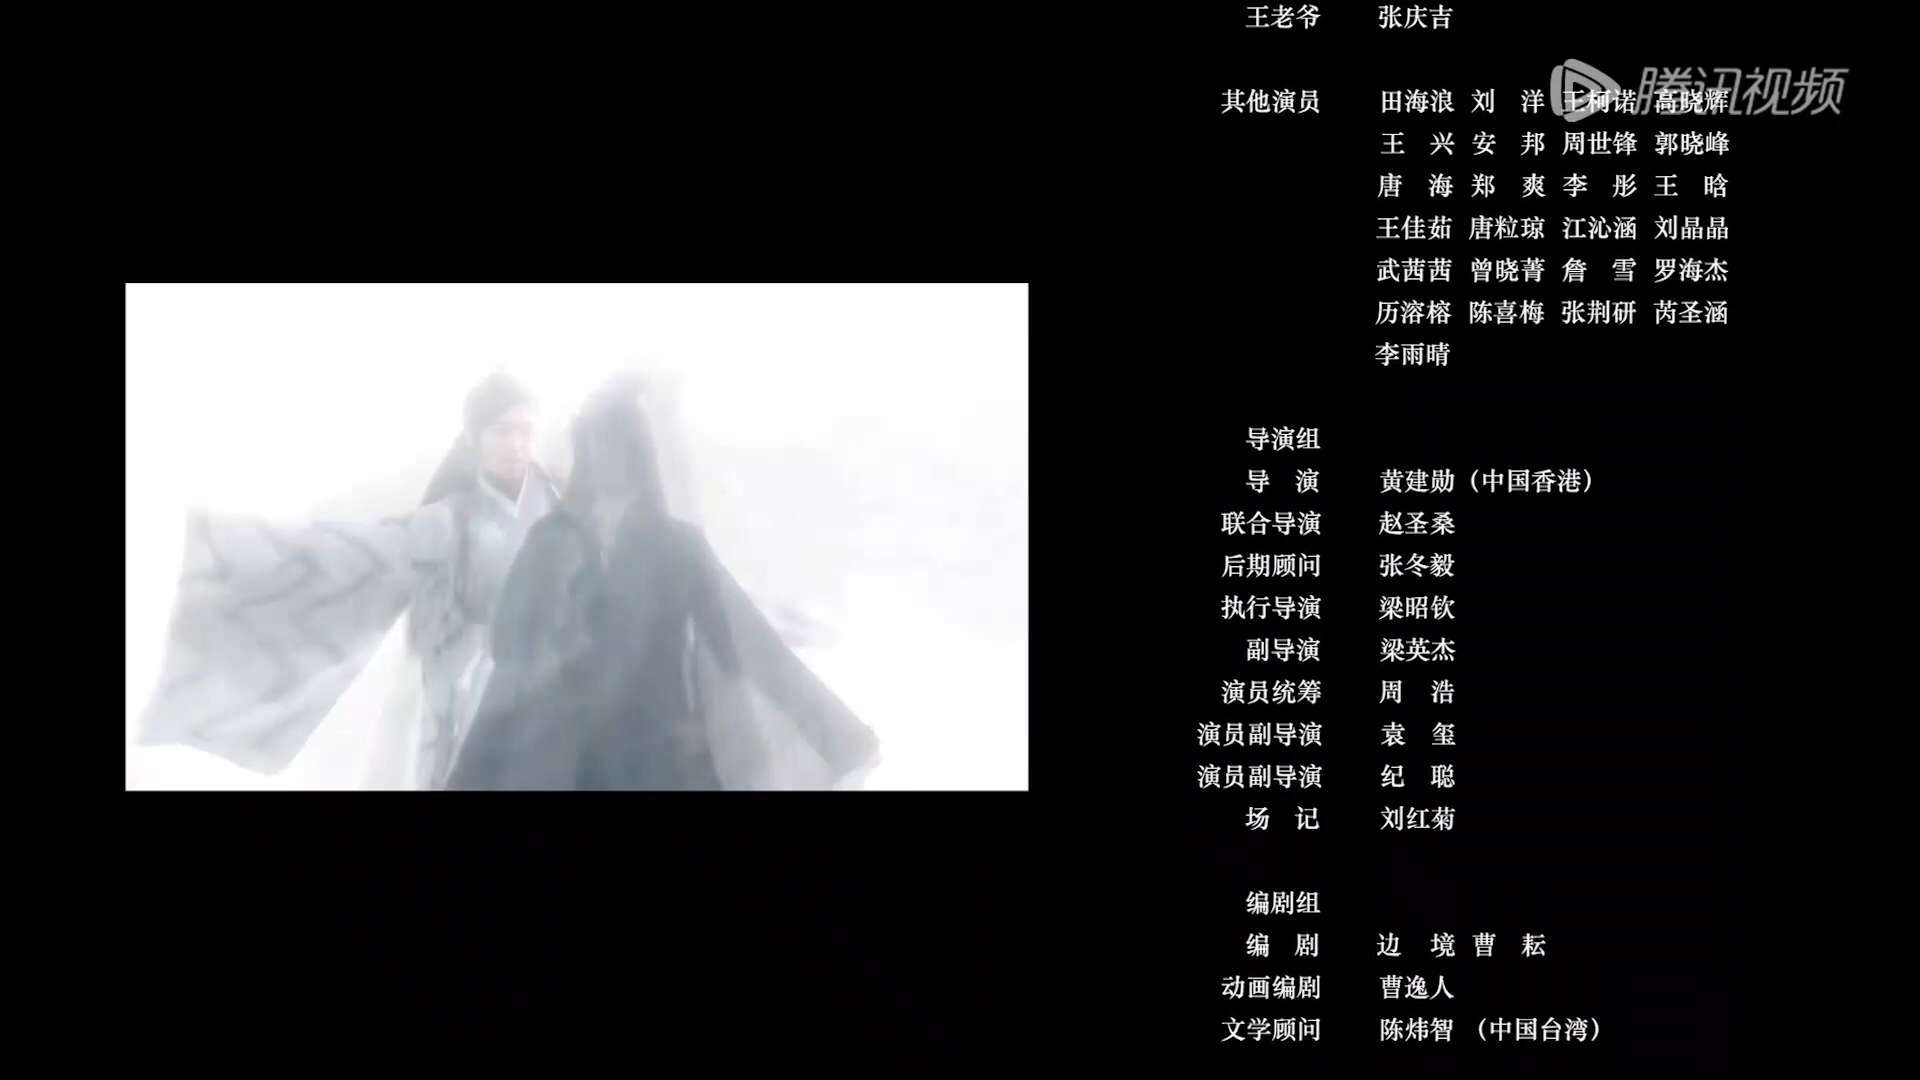 王老爷 张庆吉
腾讯视频
其他演员 田海浪 刘 洋 王柯诺 高晓辉
王 兴 安 邦 周世锋 郭晓峰
唐 海 郑 爽 李 彤 王 晗
王佳茹 唐粒琼 江沁涵 刘晶晶
武茜茜 曾晓菁 詹 雪 罗海杰
历溶榕 陈喜梅 张荆研 芮圣涵
李雨晴
导演组
导 演 黄建勋（中国香港）
联合导演 赵圣桑
后期顾问 张冬毅
执行导演 梁昭钦
副导演 梁英杰
演员统筹 周 浩
演员副导演 袁 玺
演员副导演 纪 聪
场 记 刘红菊
编剧组
编 剧 边 境 曹 耘
动画编剧 曹逸人
文学顾问 陈炜智 （中国台湾）